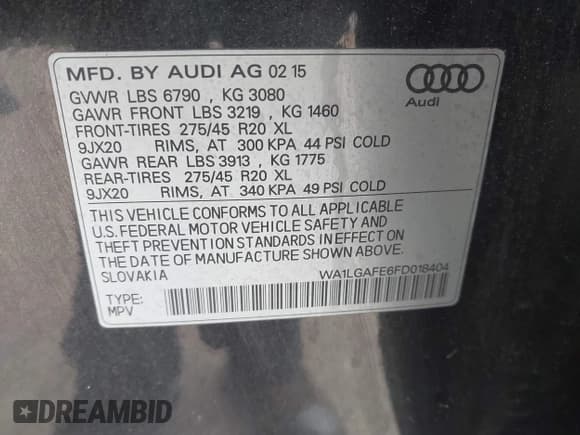 MFD. BY AUDI AG 02 15
Audi
GVWR LBS 6790 , KG 3080
GAWR FRONT LBS 3219 , KG 1460
FRONT-TIRES 275/45 R20 XL
9JX20 RIMS, AT 300 KPA 44 PSI COLD
GAWR REAR LBS 3913 , KG 1775
REAR-TIRES 275/45 R20 XL
9JX20 RIMS, AT 340 KPA 49 PSI COLD
THIS VEHICLE CONFORMS TO ALL APPLICABLE
U.S. FEDERAL MOTOR VEHICLE SAFETY AND
THEFT PREVENTION STANDARDS IN EFFECT ON
THE DATE OF MANUFACTURE SHOWN ABOVE.
SLOVAKIA WA1LGAFE6FD018404
TYPE:
MPV
DREAMBID